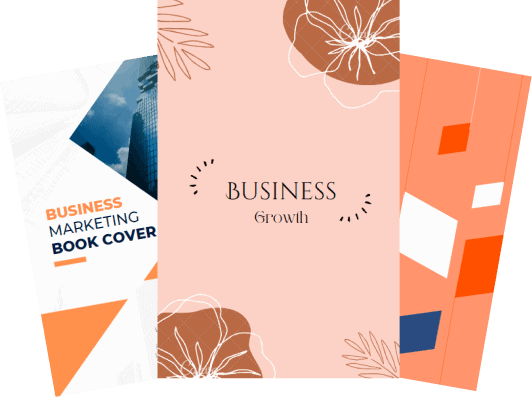 BUSINESS
MARKETING
BOOK COVER
BUSINESS
Growth